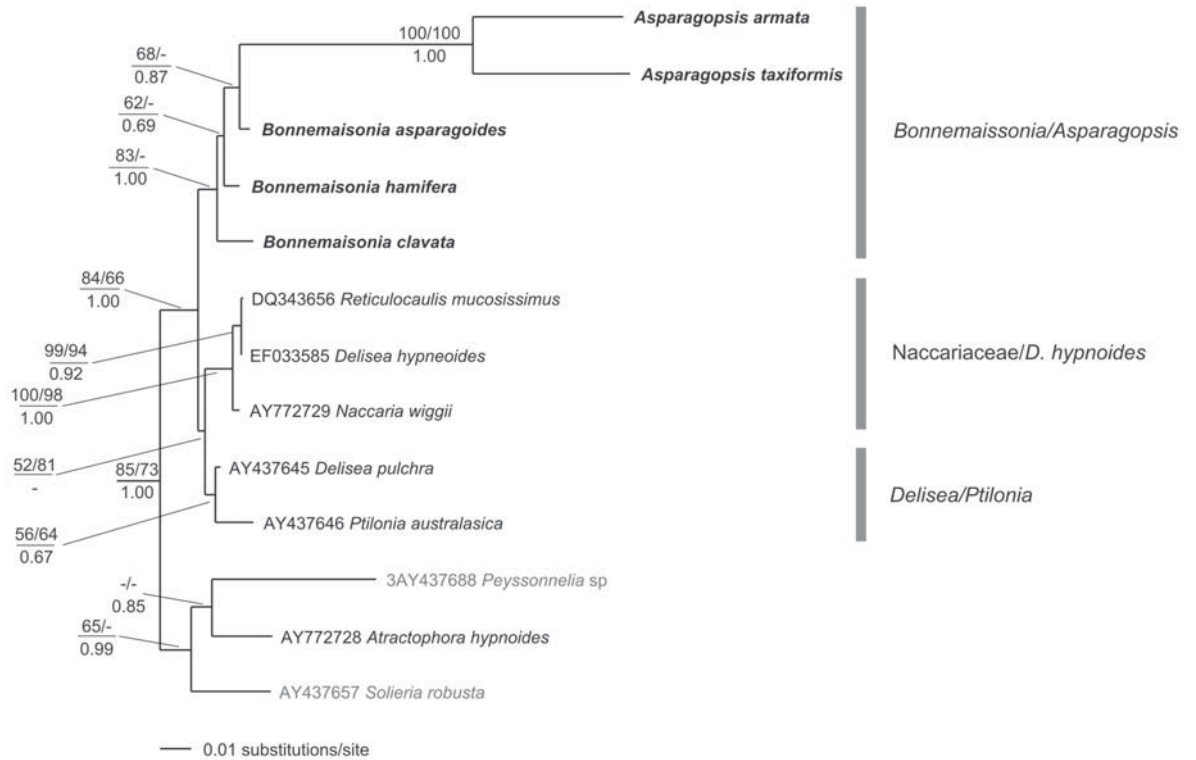 Asparagopsis armata
100/100
1.00
Asparagopsis taxiformis
68/-
0.87
62/-
0.69
Bonnemaisonia asparagoides
Bonnemaissonia/Asparagopsis
83/-
1.00
Bonnemaisonia hamifera
Bonnemaisonia clavata
84/66
1.00
DQ343656 Reticulocaulis mucosissimus
99/94
0.92
EF033585 Delisea hypneoides
Naccariaceae/D. hypnoides
100/98
1.00
AY772729 Naccaria wiggii
52/81
-
85/73
1.00
AY437645 Delisea pulchra
Delisea/Ptilonia
56/64
0.67
AY437646 Ptilonia australasica
-/-
0.85
3AY437688 Peyssonnelia sp
65/-
0.99
AY772728 Atractophora hypnoides
AY437657 Solieria robusta
0.01 substitutions/site